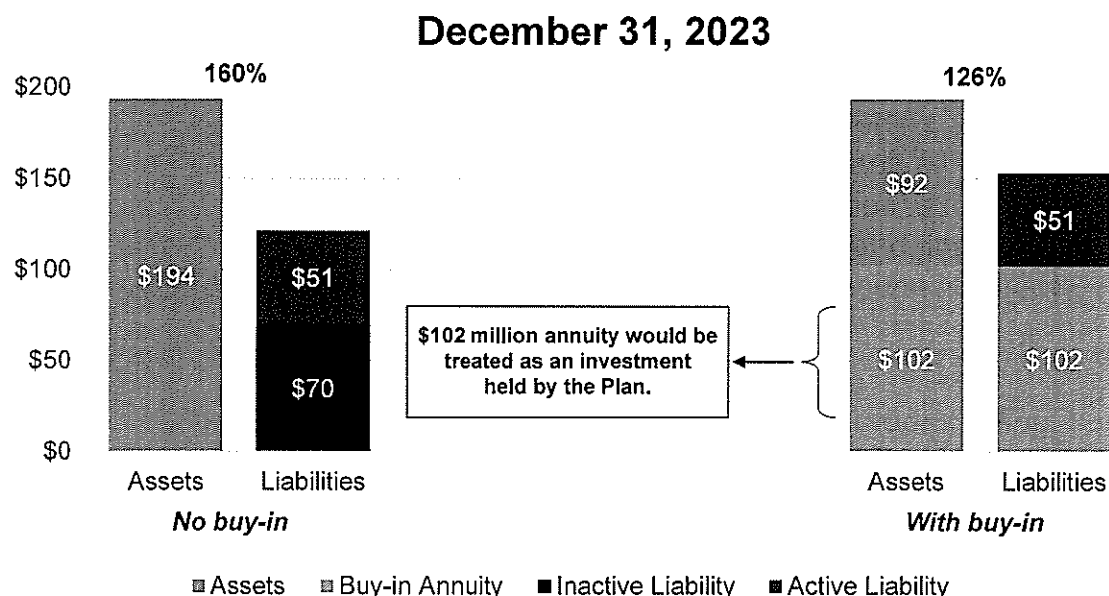 December 31, 2023
160%
126%
$200
$150
$100
$50
$0
$194
$51
$70
$102 million annuity would be
treated as an investment
held by the Plan.
$92
$102
$51
$102
Assets Liabilities
No buy-in
Assets Liabilities
With buy-in
Assets Buy-in Annuity Inactive Liability Active Liability